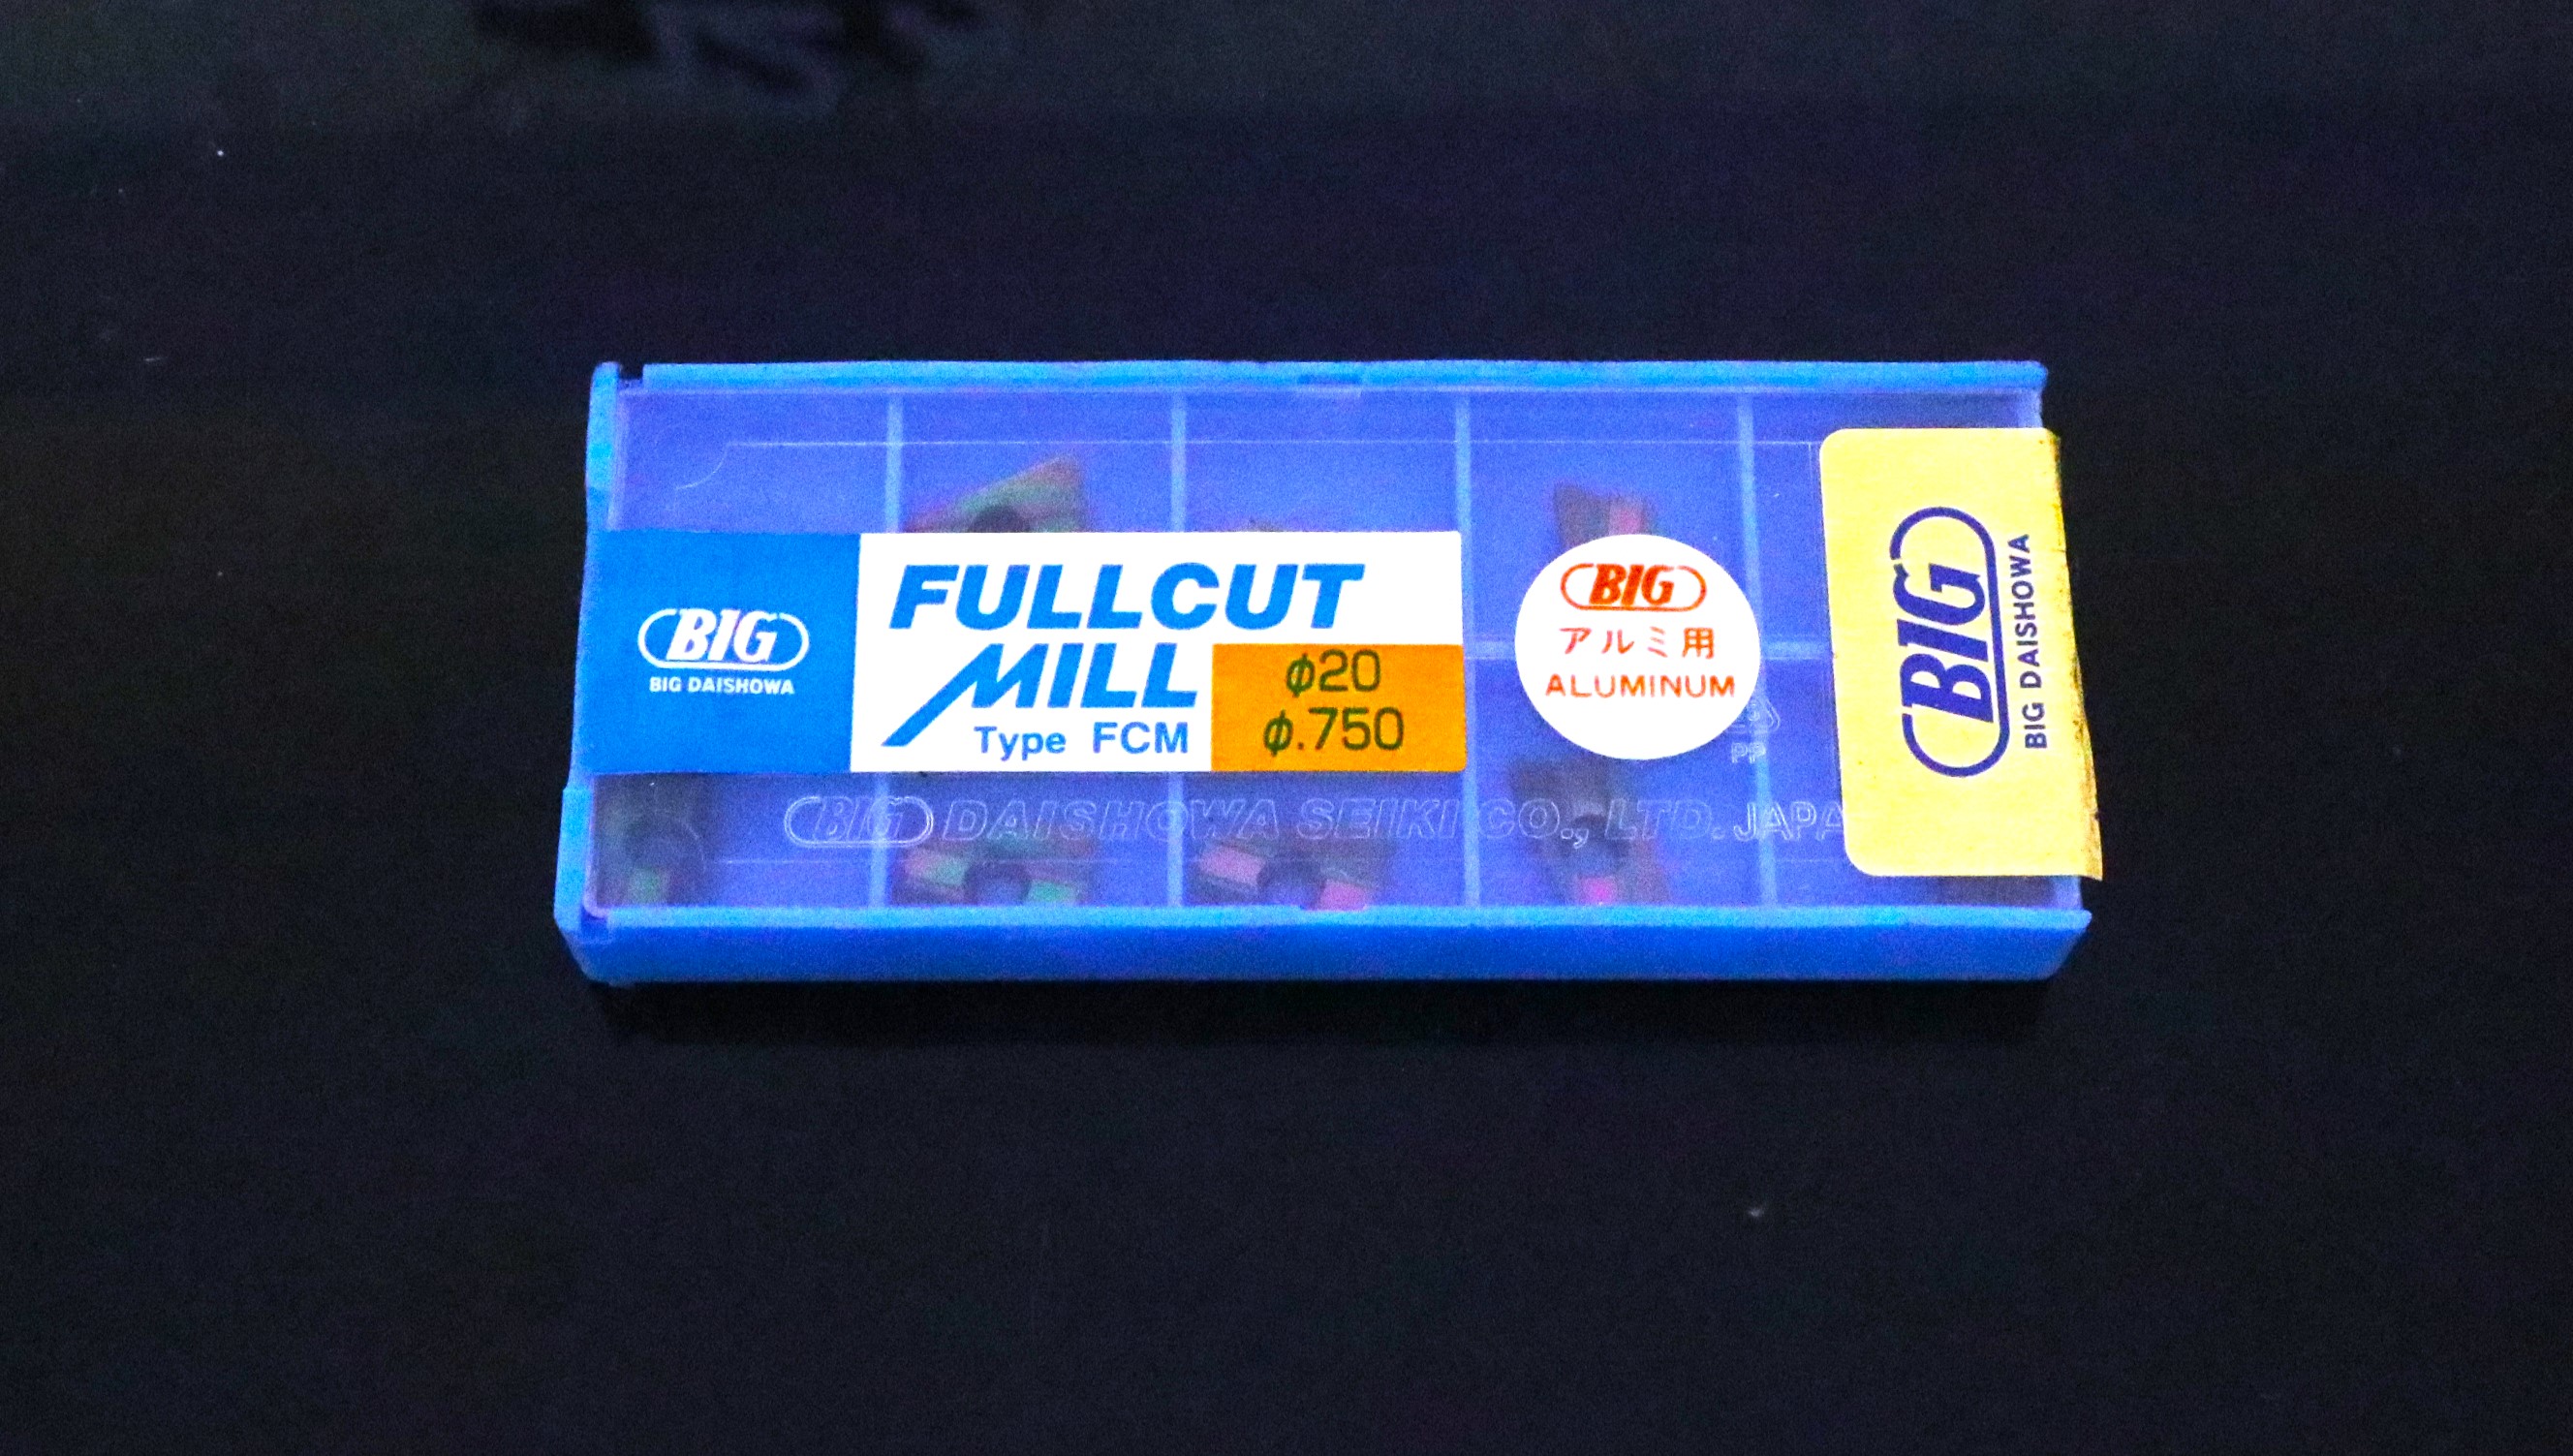 BIG
BIG DAISHOWA
FULLCUT
MILL
Type FCM
φ20
φ.750
BIG
アルミ用
ALUMINUM
PP
BIG DAISHOWA SEIKI CO., LTD. JAPA
BIG
BIG DAISHOWA